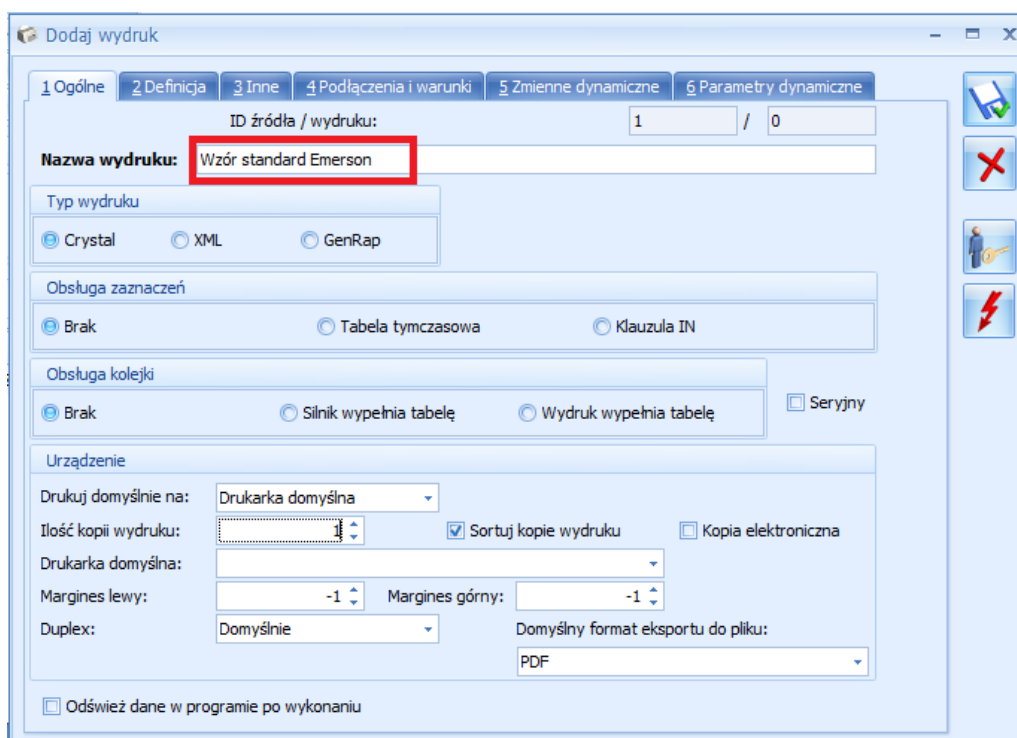 Dodaj wydruk
1 Ogólne 2 Definicja 3 Inne 4 Podłączenia i warunki 5 Zmienne dynamiczne 6 Parametry dynamiczne
ID źródła / wydruku: 1 / 0
Nazwa wydruku: Wzór standard Emerson
Typ wydruku
Crystal XML GenRap
Obsługa zaznaczeń
Brak Tabela tymczasowa Klauzula IN
Obsługa kolejki
Brak Silnik wypełnia tabelę Wydruk wypełnia tabelę Seryjny
Urządzenie
Drukuj domyślnie na: Drukarka domyślna
Ilość kopii wydruku: 1 Sortuj kopie wydruku Kopia elektroniczna
Drukarka domyślna:
Margines lewy: -1 Margines górny: -1
Duplex: Domyślnie Domyślny format eksportu do pliku:
PDF
Odśwież dane w programie po wykonaniu